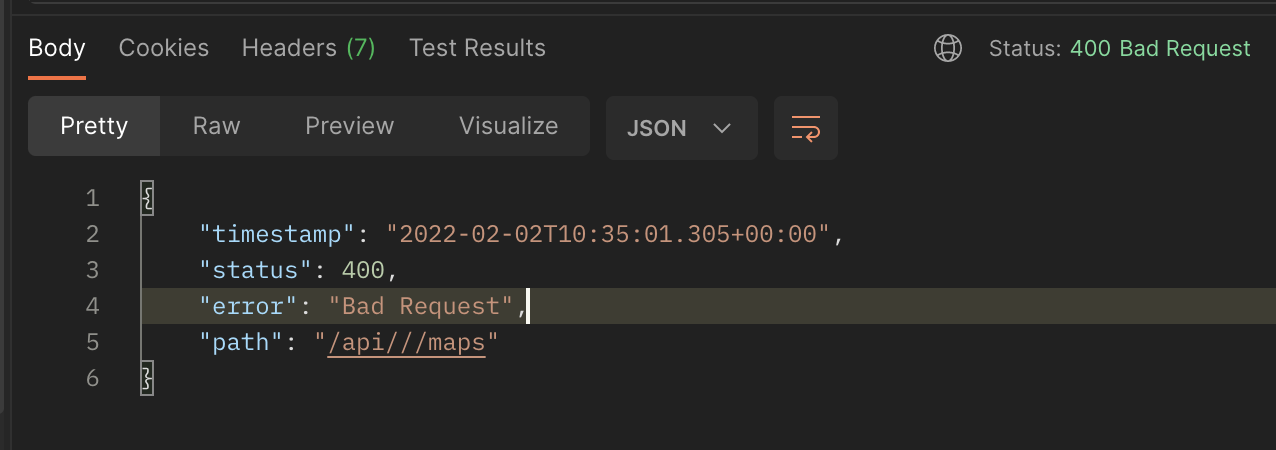 Body Cookies Headers (7) Test Results Status: 400 Bad Request
Pretty Raw Preview Visualize JSON
1 {
2 "timestamp": "2022-02-02T10:35:01.305+00:00",
3 "status": 400,
4 "error": "Bad Request",
5 "path": "/api///maps"
6 }